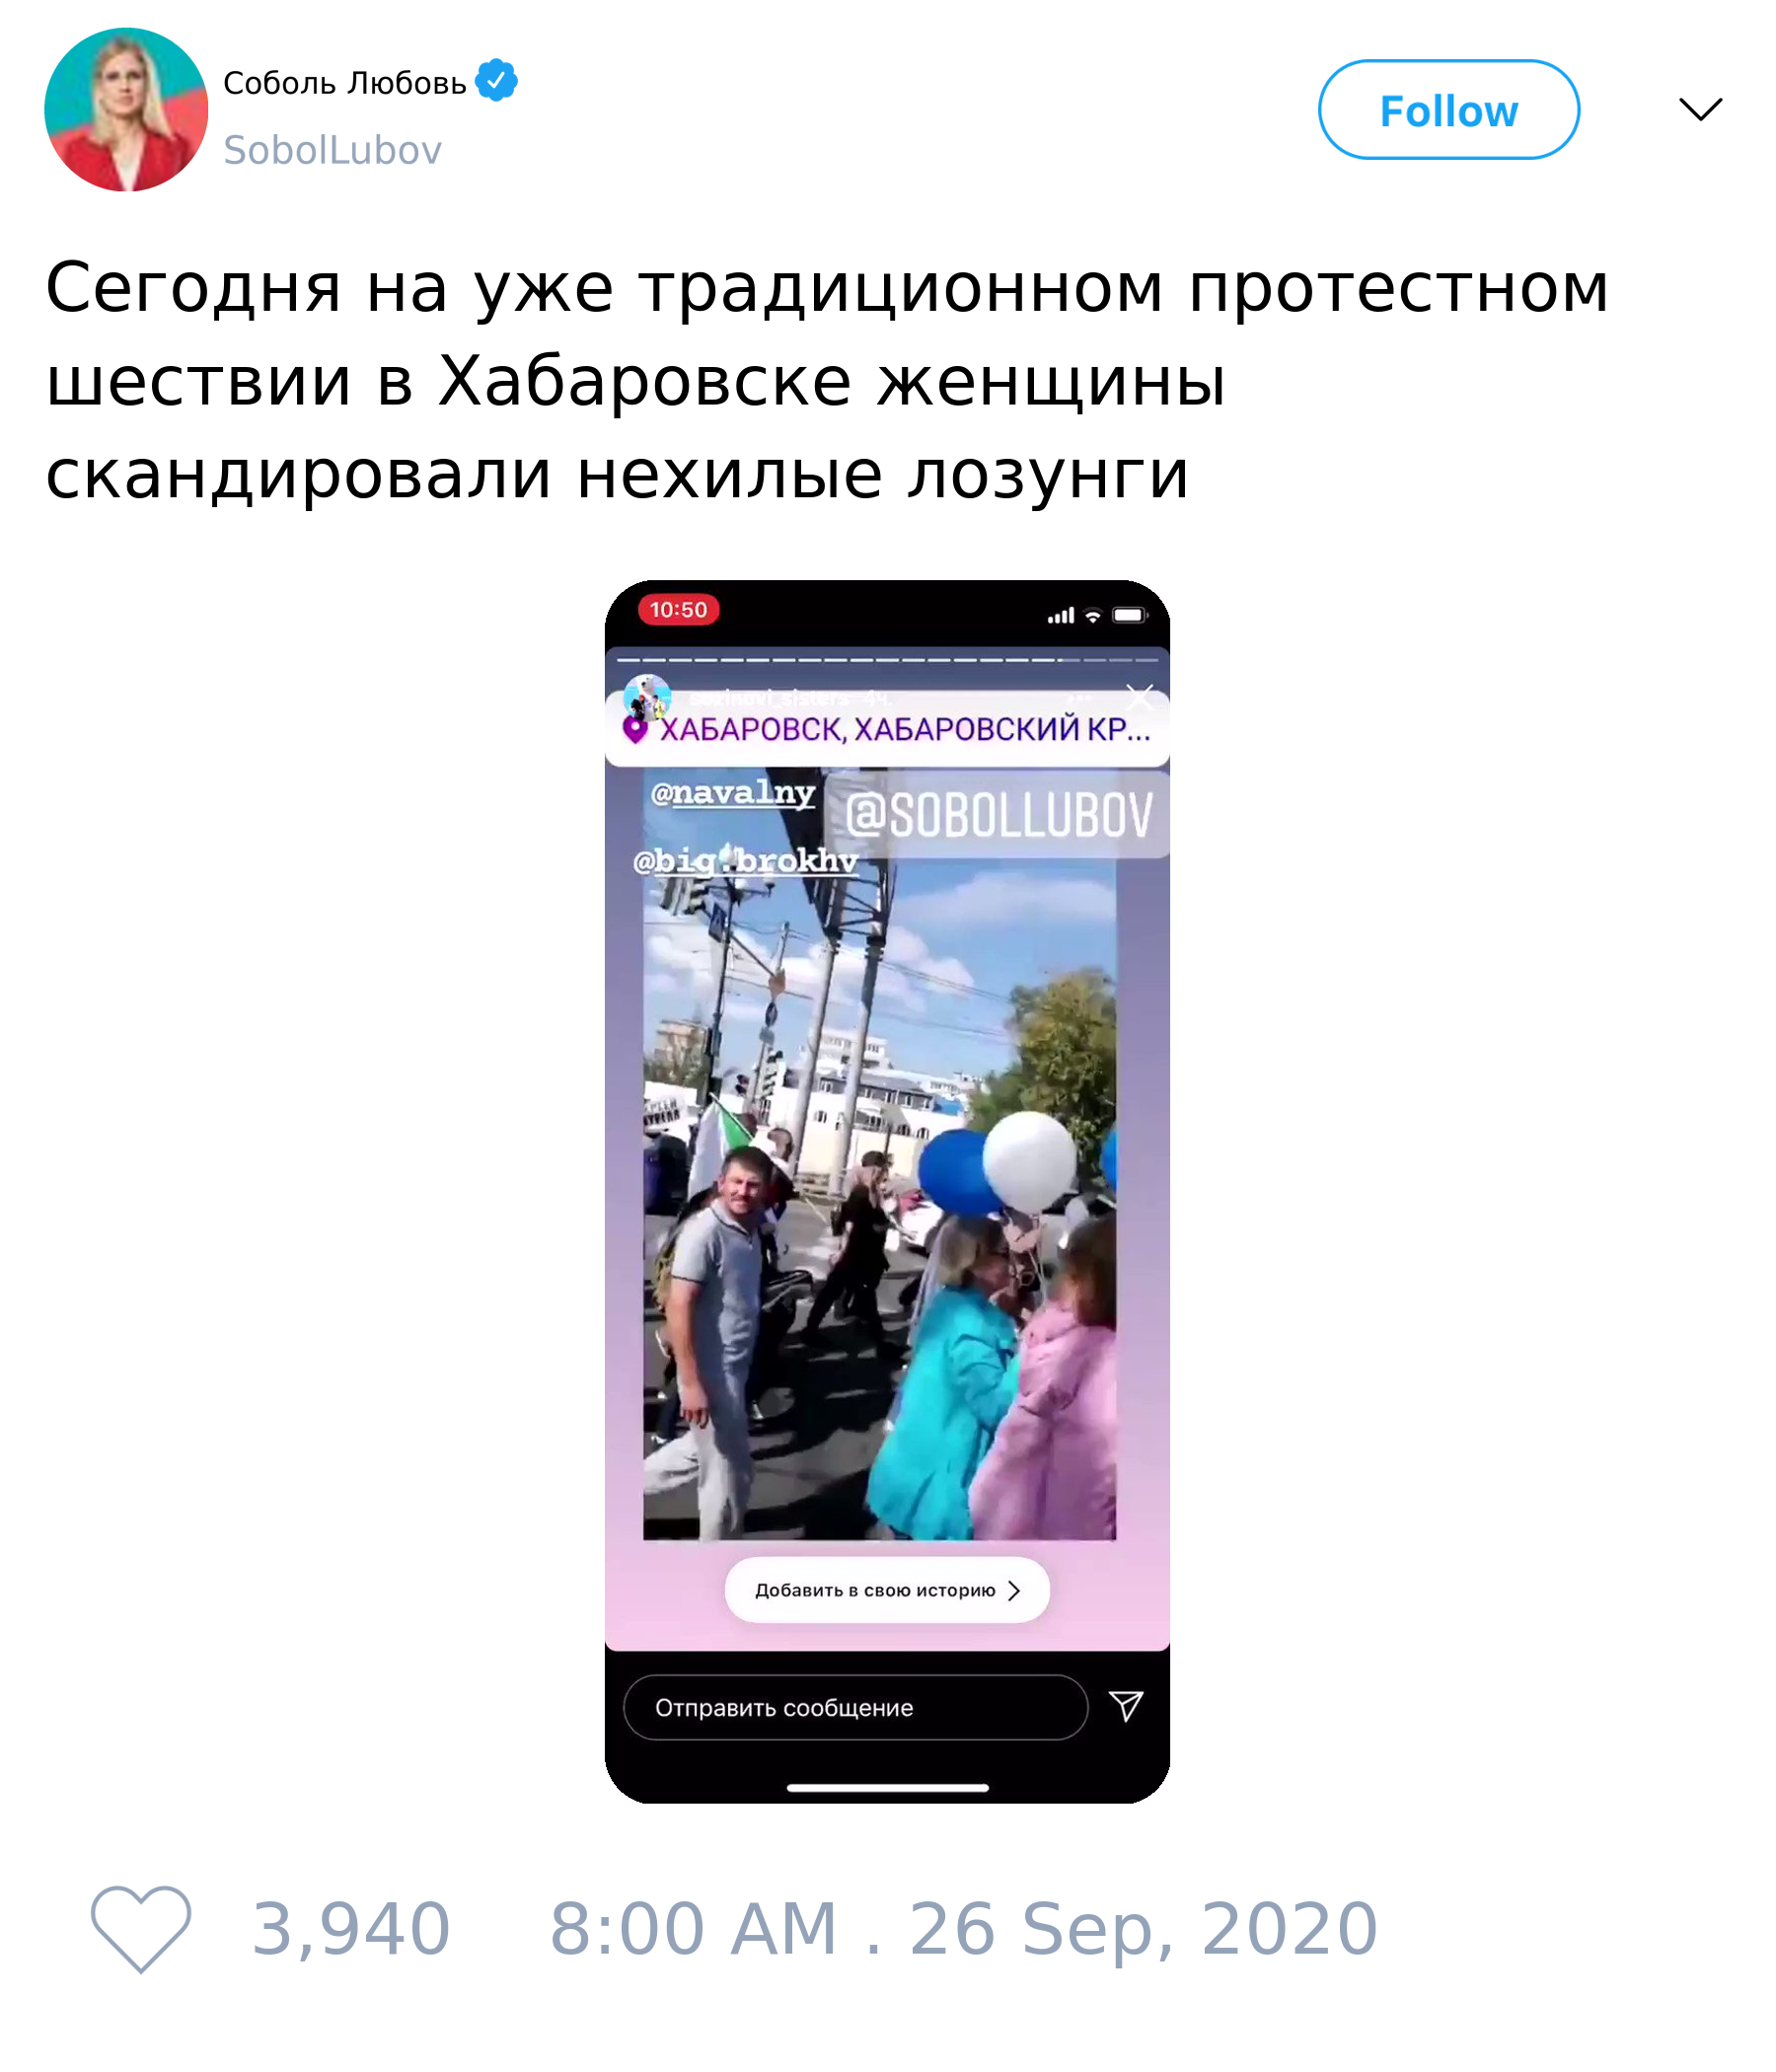 Соболь Любовь
SobolLubov
Follow
Сегодня на уже традиционном протестном
шествии в Хабаровске женщины
скандировали нехилые лозунги
10:50
ХАБАРОВСК, ХАБАРОВСКИЙ КР...
@navalny
@SOBOLLUBOV
@big.brokhv
Добавить в свою историю
Отправить сообщение
3,940 8:00 AM . 26 Sep, 2020